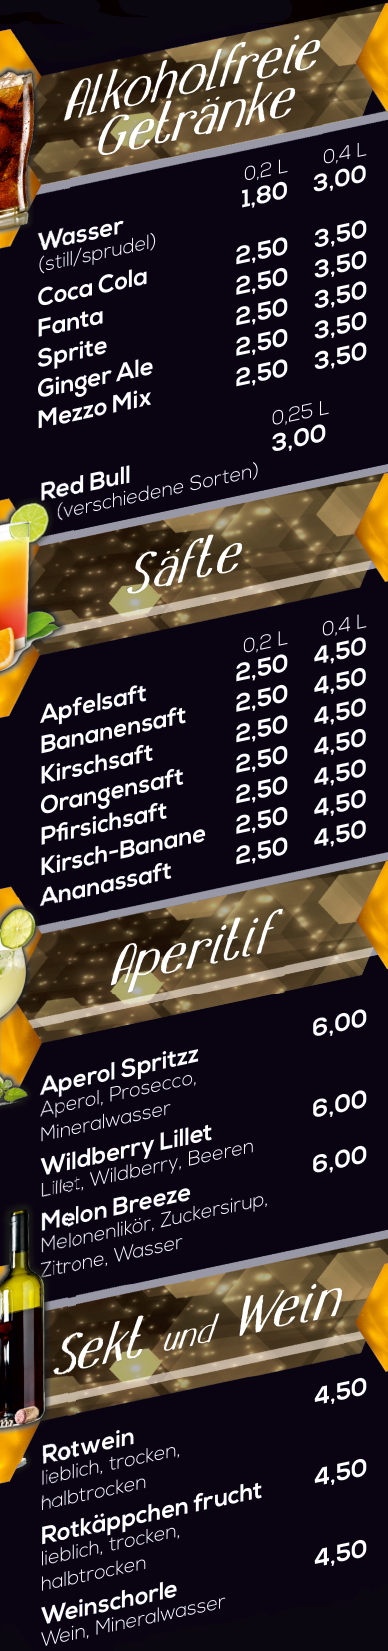 Alkoholfreie
Getränke
0,2 L 0,4 L
Wasser 1,80 3,00
(still/sprudel)
Coca Cola 2,50 3,50
Fanta 2,50 3,50
Sprite 2,50 3,50
Ginger Ale 2,50 3,50
Mezzo Mix 2,50 3,50
0,25 L
Red Bull 3,00
(verschiedene Sorten)
Säfte
0,2 L 0,4 L
Apfelsaft 2,50 4,50
Bananensaft 2,50 4,50
Kirschsaft 2,50 4,50
Orangensaft 2,50 4,50
Pfirsichsaft 2,50 4,50
Kirsch-Banane 2,50 4,50
Ananassaft 2,50 4,50
Aperitif
Aperol Spritzz 6,00
Aperol, Prosecco,
Mineralwasser
Wildberry Lillet 6,00
Lillet, Wildberry, Beeren
Melon Breeze 6,00
Melonenlikör, Zuckersirup,
Zitrone, Wasser
Sekt und Wein
Rotwein 4,50
lieblich, trocken,
halbtrocken
Rotkäppchen frucht 4,50
lieblich, trocken,
halbtrocken
Weinschorle 4,50
Wein, Mineralwasser